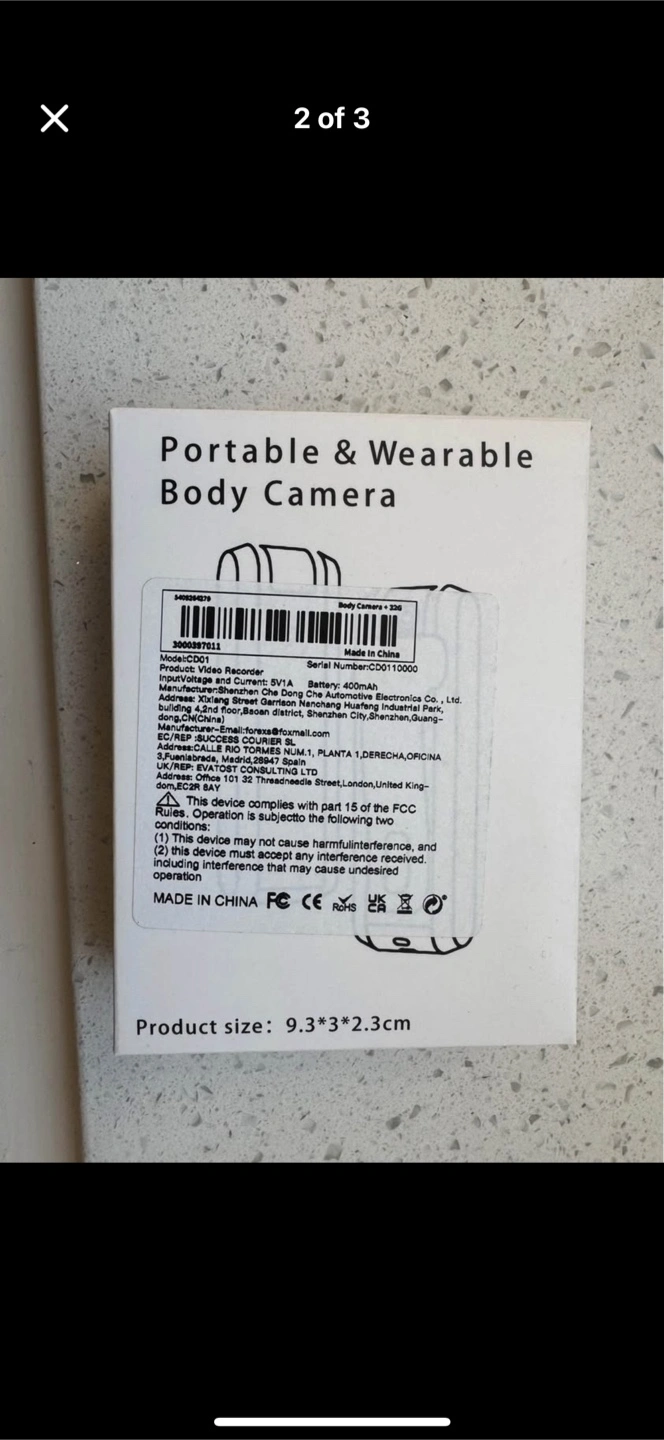 2 of 3
Portable & Wearable
Body Camera
5408264279
Body Camera + 32G
3000397011
Made In China
Model:CD01
Serial Number:CD0110000
Product: Video Recorder
InputVoltage and Current: 5V1A Battery: 400mAh
Manufacturer:Shenzhen Che Dong Che Automotive Electronics Co. , Ltd.
Address: Xixiang Street Garrison Nanchang Huafeng Industrial Park,
building 4,2nd floor,Baoan district, Shenzhen City,Shenzhen,Guang-
dong,CN(China)
Manufacturer-Email:forexs@foxmail.com
EC/REP :SUCCESS COURIER SL
Address:CALLE RIO TORMES NUM.1, PLANTA 1,DERECHA,OFICINA
3,Fuenlabrada, Madrid,28947 Spain
UK/REP: EVATOST CONSULTING LTD
Address: Office 101 32 Threadneedle Street,London,United King-
dom,EC2R 8AY
This device complies with part 15 of the FCC
Rules. Operation is subjectto the following two
conditions:
(1) This device may not cause harmfulinterference, and
(2) this device must accept any interference received.
including interference that may cause undesired
operation
MADE IN CHINA FC CE RoHS UK CA
Product size: 9.3*3*2.3cm